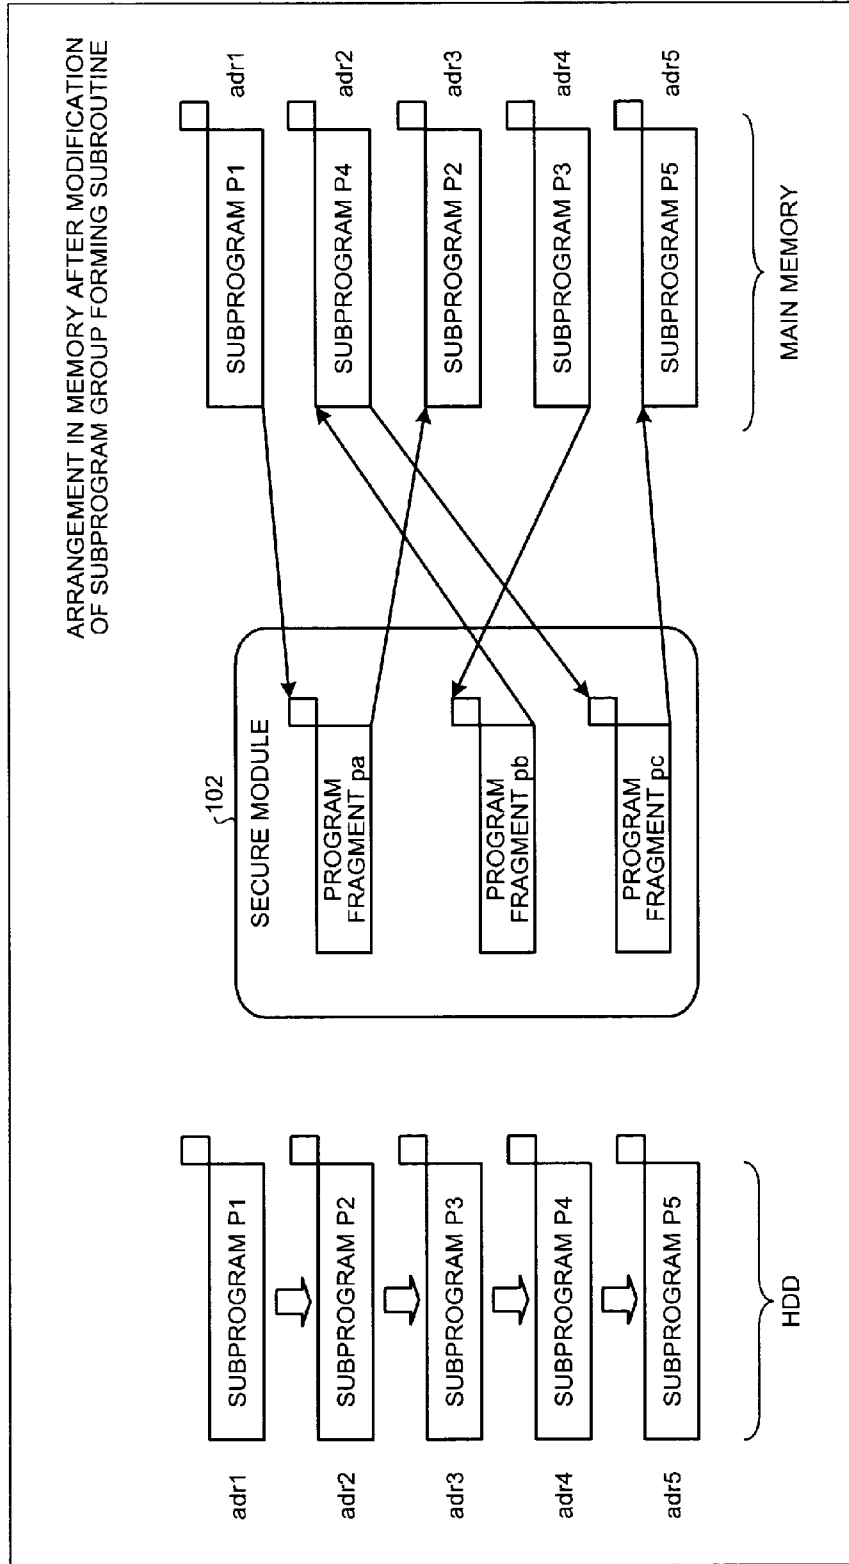 ARRANGEMENT IN MEMORY AFTER MODIFICATION
OF SUBPROGRAM GROUP FORMING SUBROUTINE
adr1
SUBPROGRAM P1
adr2
SUBPROGRAM P2
adr3
SUBPROGRAM P3
adr4
SUBPROGRAM P4
adr5
SUBPROGRAM P5
HDD
102
SECURE MODULE
PROGRAM
FRAGMENT pa
PROGRAM
FRAGMENT pb
PROGRAM
FRAGMENT pc
SUBPROGRAM P1
adr1
SUBPROGRAM P4
adr2
SUBPROGRAM P2
adr3
SUBPROGRAM P3
adr4
SUBPROGRAM P5
adr5
MAIN MEMORY